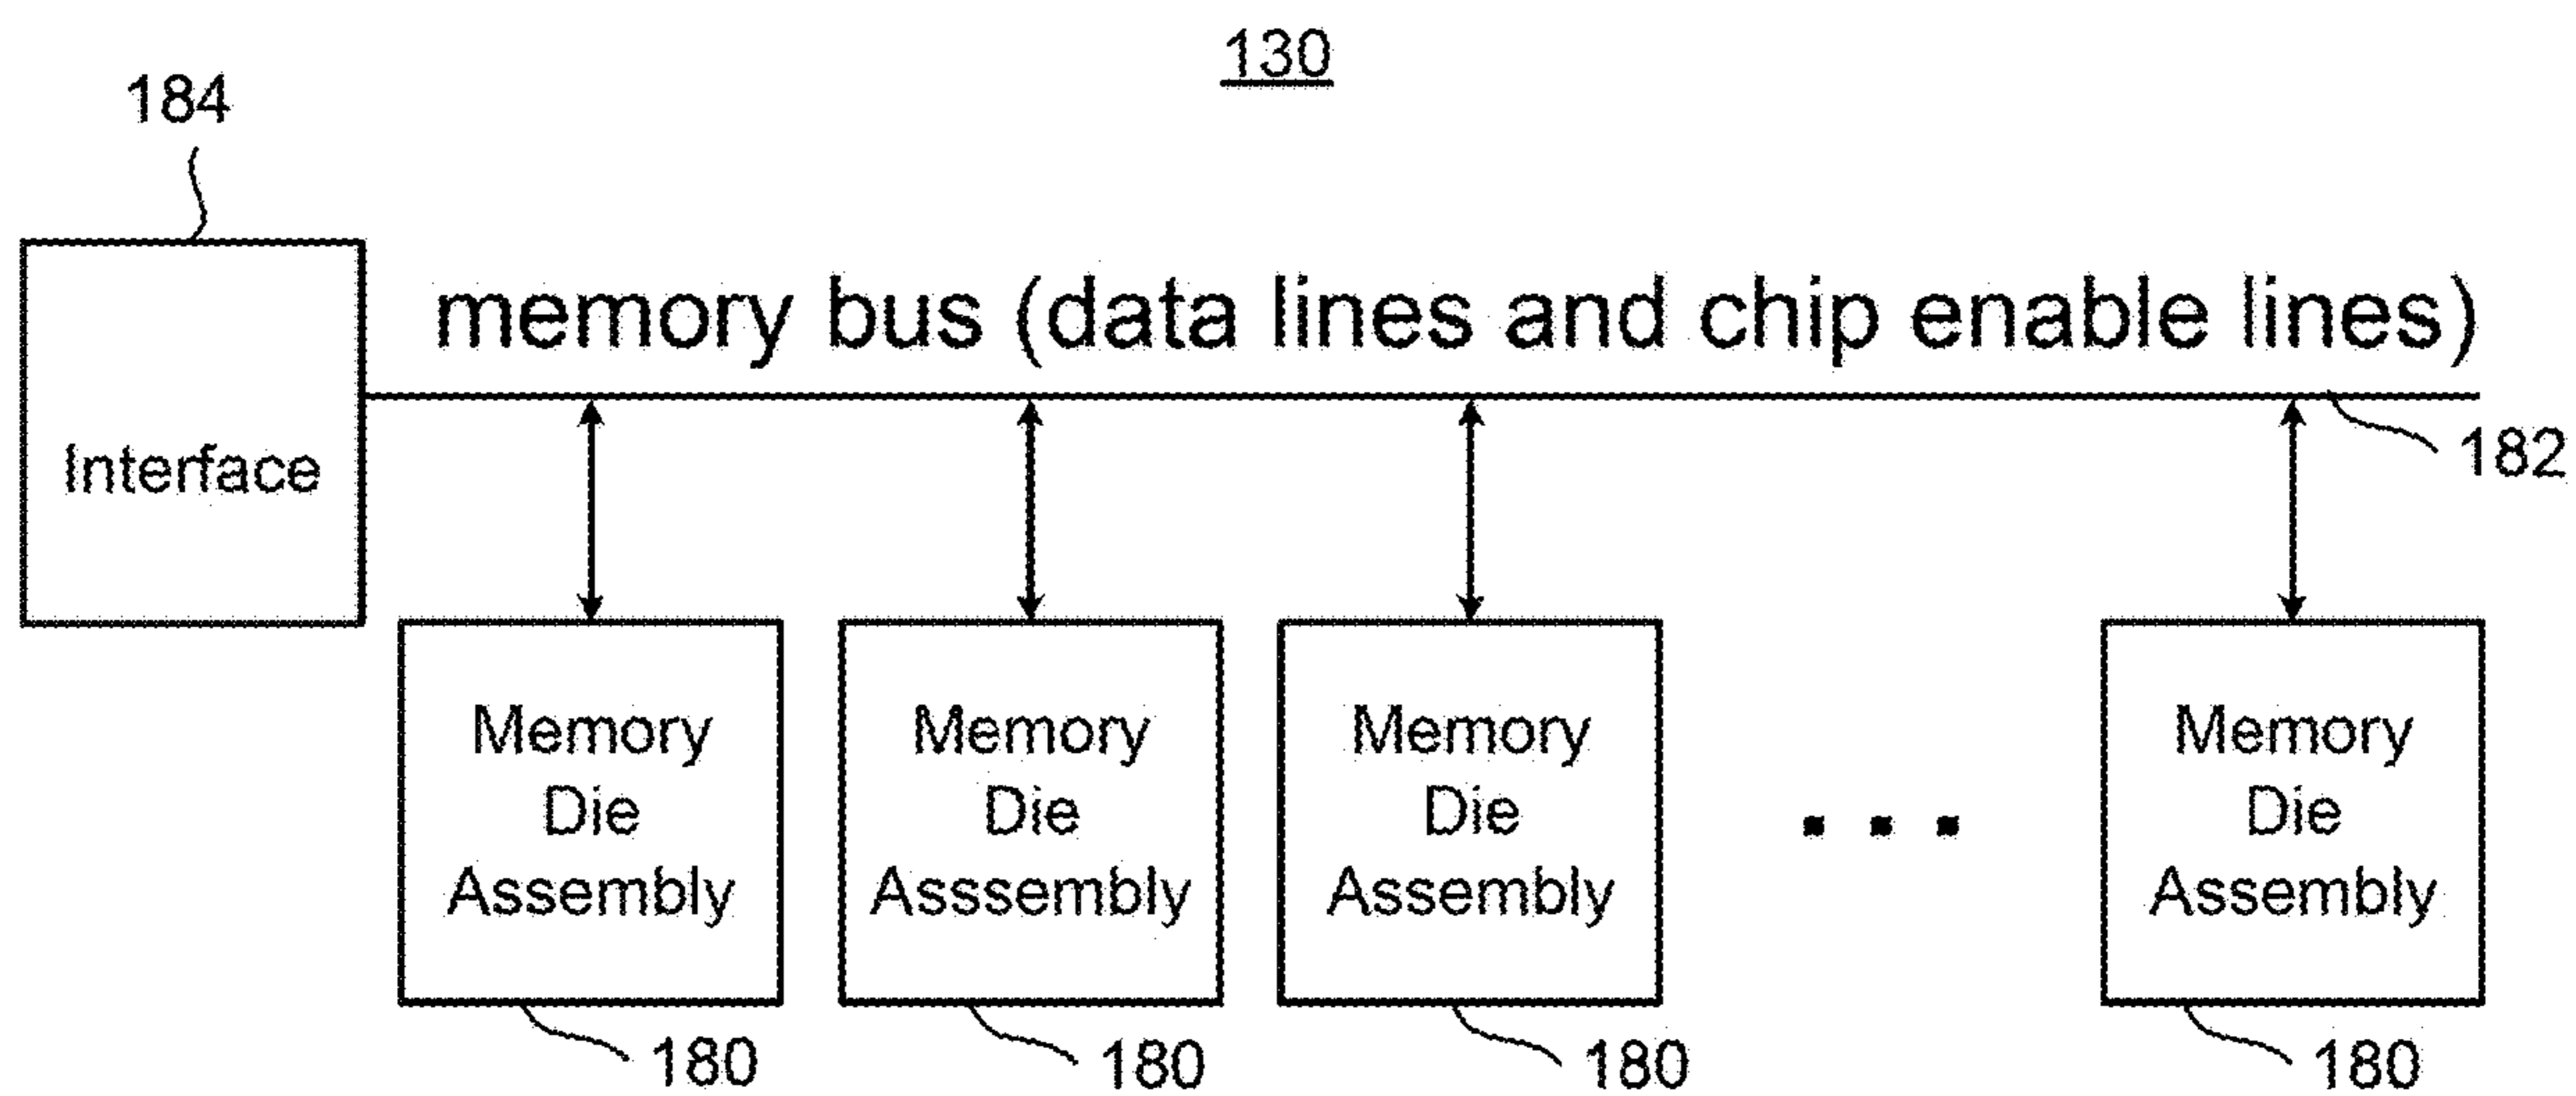 130
184
memory bus (data lines and chip enable lines)
Interface
182
Memory
Die
Assembly
Memory
Die
Asssembly
Memory
Die
Assembly
. . .
Memory
Die
Assembly
180
180
180
180